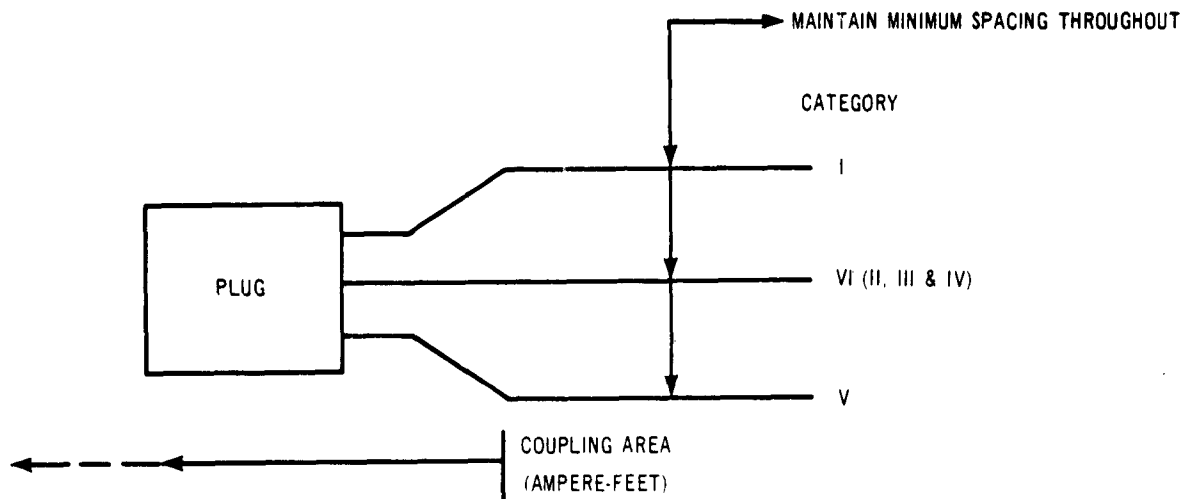 MAINTAIN MINIMUM SPACING THROUGHOUT
CATEGORY
I
PLUG
VI (II, III & IV)
V
COUPLING AREA
(AMPERE-FEET)